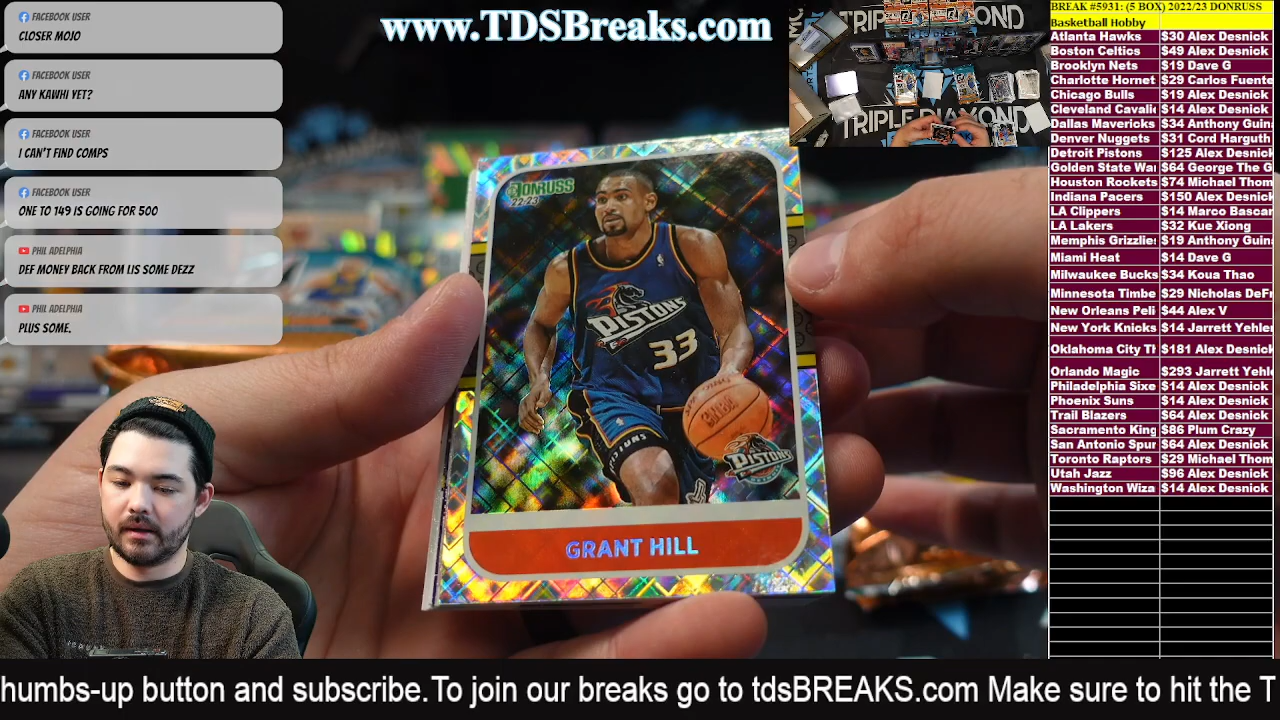 FACEBOOK USER
CLOSER MOJO
FACEBOOK USER
ANY KAWHI YET?
FACEBOOK USER
I CAN'T FIND COMPS
FACEBOOK USER
ONE TO 149 IS GOING FOR 500
PHIL ADELPHIA
DEF MONEY BACK FROM LIS SOME DEZZ
PHIL ADELPHIA
PLUS SOME.
www.TDSBreaks.com
TRIPLE DIAMOND
TRIPLE DIAMOND
DONRUSS
22-23
PISTONS
33
PISTONS
GRANT HILL
BREAK #5931: (5 BOX) 2022/23 DONRUSS
Basketball Hobby
Atlanta Hawks $30 Alex Desnick
Boston Celtics $49 Alex Desnick
Brooklyn Nets $19 Dave G
Charlotte Hornet $29 Carlos Fuente
Chicago Bulls $19 Alex Desnick
Cleveland Cavali $14 Alex Desnick
Dallas Mavericks $34 Anthony Guin
Denver Nuggets $31 Cord Harguth
Detroit Pistons $125 Alex Desnick
Golden State Wa $64 George The G
Houston Rockets $74 Michael Thom
Indiana Pacers $150 Alex Desnick
LA Clippers $14 Marco Bascar
LA Lakers $32 Kue Xiong
Memphis Grizzlie $19 Anthony Guin
Miami Heat $14 Dave G
Milwaukee Bucks $34 Koua Thao
Minnesota Timbe $29 Nicholas DeFr
New Orleans Peli $44 Alex V
New York Knicks $14 Jarrett Yehle
Oklahoma City Th $181 Alex Desnick
Orlando Magic $293 Jarrett Yehl
Philadelphia Sixe $14 Alex Desnick
Phoenix Suns $14 Alex Desnick
Trail Blazers $64 Alex Desnick
Sacramento King $86 Plum Crazy
San Antonio Spur $64 Alex Desnick
Toronto Raptors $29 Michael Thom
Utah Jazz $96 Alex Desnick
Washington Wiza $14 Alex Desnick
humbs-up button and subscribe.To join our breaks go to tdsBREAKS.com Make sure to hit the T